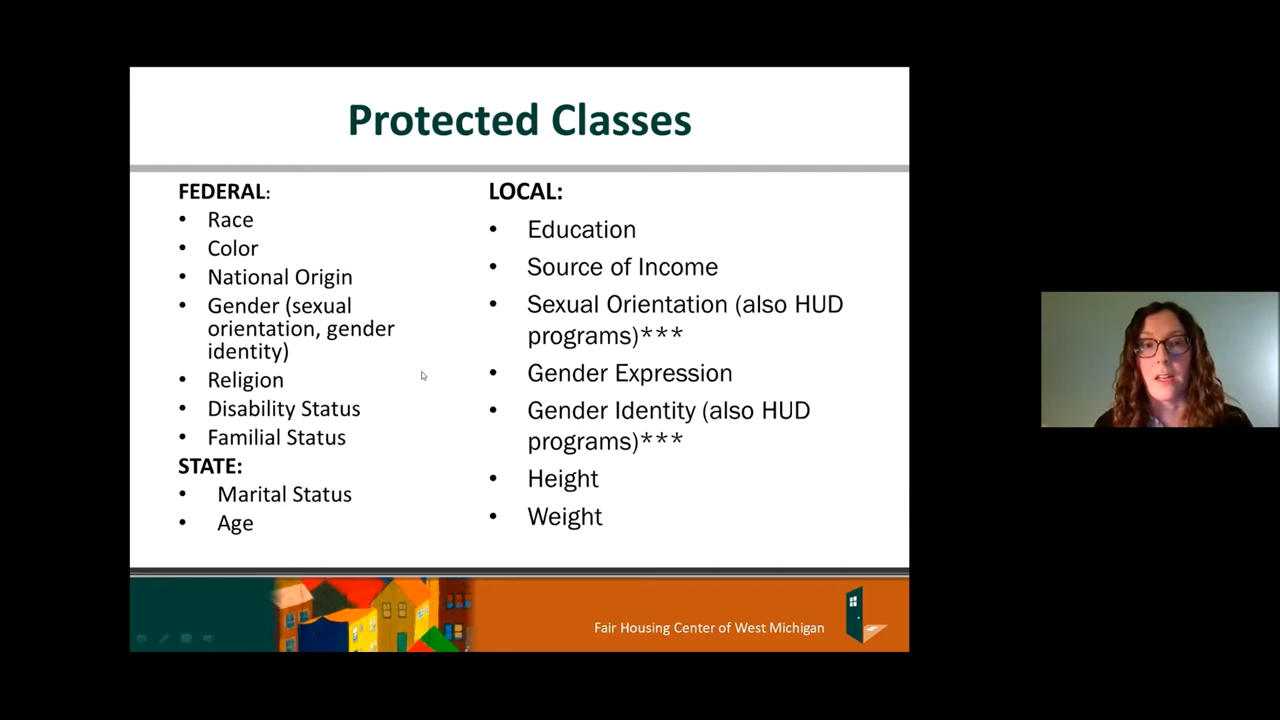 Protected Classes
FEDERAL:
• Race
• Color
• National Origin
• Gender (sexual
orientation, gender
identity)
• Religion
• Disability Status
• Familial Status
STATE:
• Marital Status
• Age
LOCAL:
• Education
• Source of Income
• Sexual Orientation (also HUD
programs)***
• Gender Expression
• Gender Identity (also HUD
programs)***
• Height
• Weight
Fair Housing Center of West Michigan